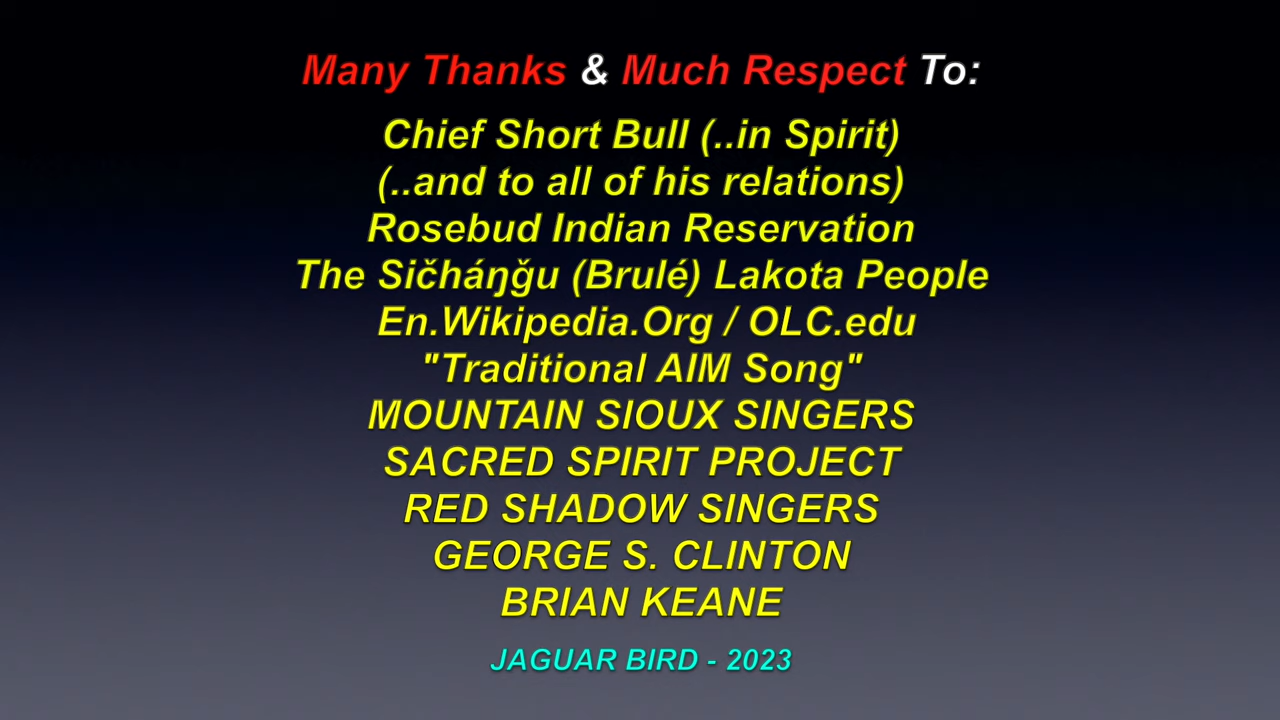 Many Thanks & Much Respect To:
Chief Short Bull (..in Spirit)
(..and to all of his relations)
Rosebud Indian Reservation
The Sičháŋǧu (Brulé) Lakota People
En.Wikipedia.Org / OLC.edu
"Traditional AIM Song"
MOUNTAIN SIOUX SINGERS
SACRED SPIRIT PROJECT
RED SHADOW SINGERS
GEORGE S. CLINTON
BRIAN KEANE
JAGUAR BIRD - 2023